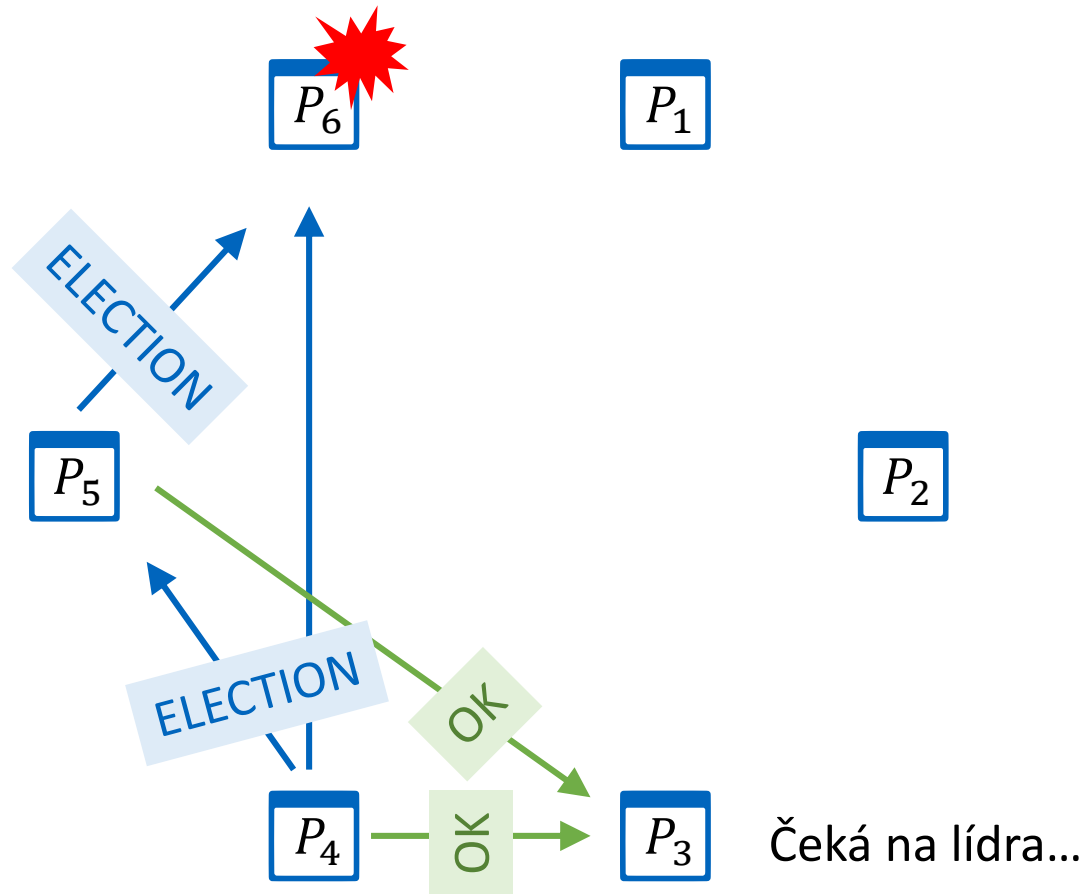 P₆
P₁
ELECTION
P₅
P₂
ELECTION
OK
P₄
OK
P₃
Čeká na lídra...